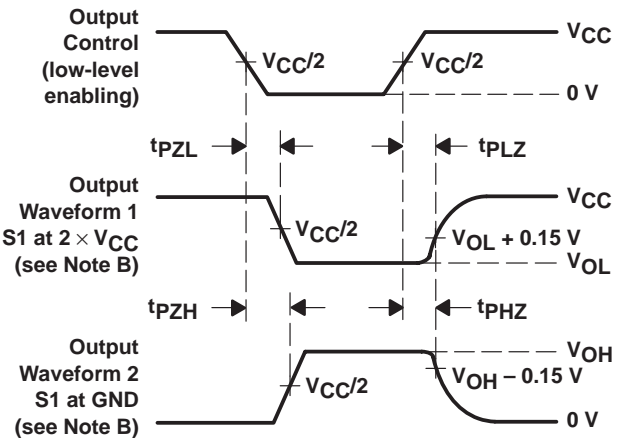 Output
Control
(low-level
enabling)
VCC/2
VCC/2
VCC
0 V
tPZL
tPLZ
Output
Waveform 1
S1 at 2 × VCC
(see Note B)
VCC/2
VCC
VOL + 0.15 V
VOL
tPZH
tPHZ
Output
Waveform 2
S1 at GND
(see Note B)
VCC/2
VOH
VOH – 0.15 V
0 V